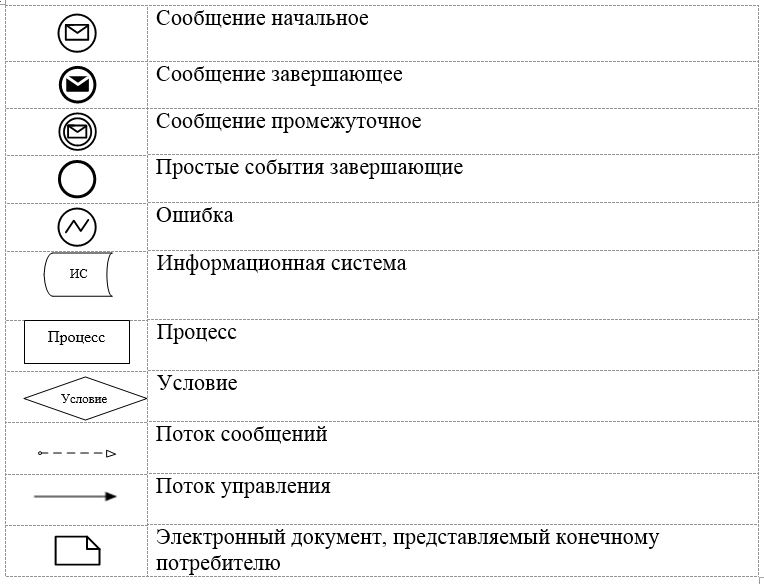 Сообщение начальное
Сообщение завершающее
Сообщение промежуточное
Простые события завершающие
Ошибка
ИС
Информационная система
Процесс
Процесс
Условие
Условие
Поток сообщений
Поток управления
Электронный документ, представляемый конечному
потребителю